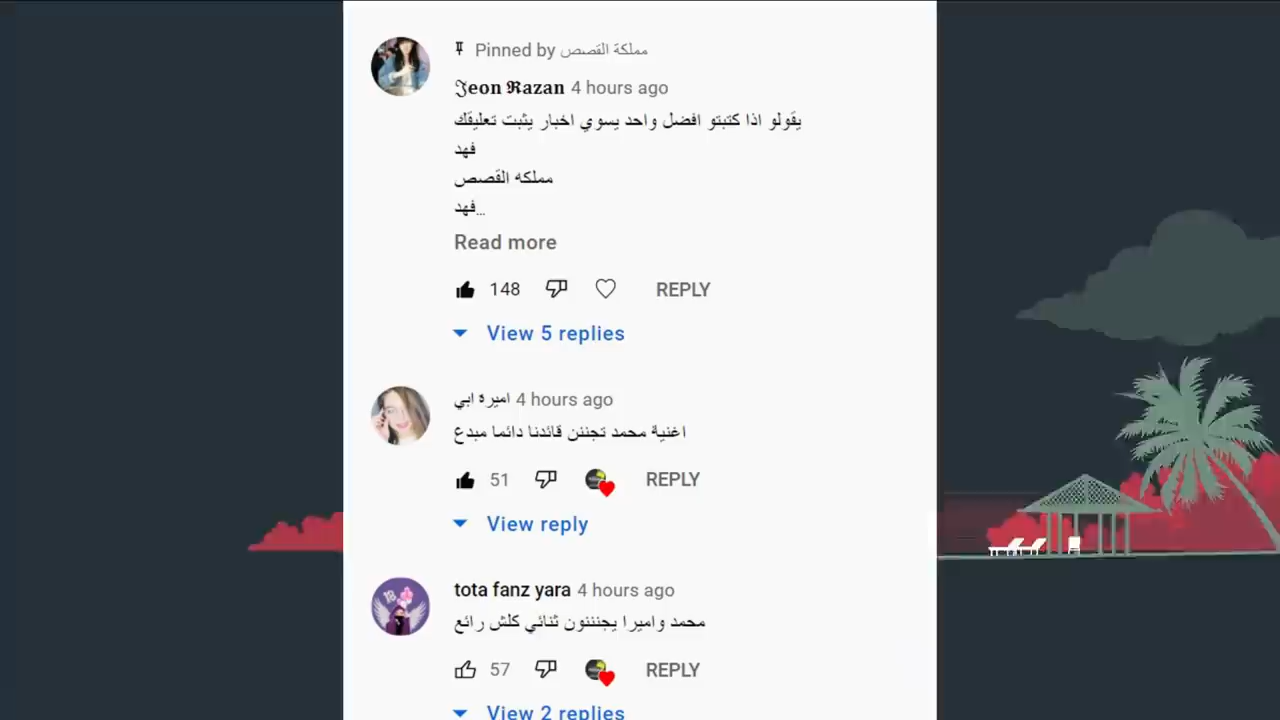 Pinned by مملكة القصص
𝕵eon 𝕽azan 4 hours ago
يقولو اذا كتبتو افضل واحد يسوي اخبار يثبت تعليقك
فهد
مملكه القصص
فهد...
Read more
148 REPLY
View 5 replies
اميره ابي 4 hours ago
اغنية محمد تجننن قائدنا دائما مبدع
51 REPLY
View reply
tota fanz yara 4 hours ago
محمد واميرا يجنننون ثنائي كلش رائع
57 REPLY
View 2 replies